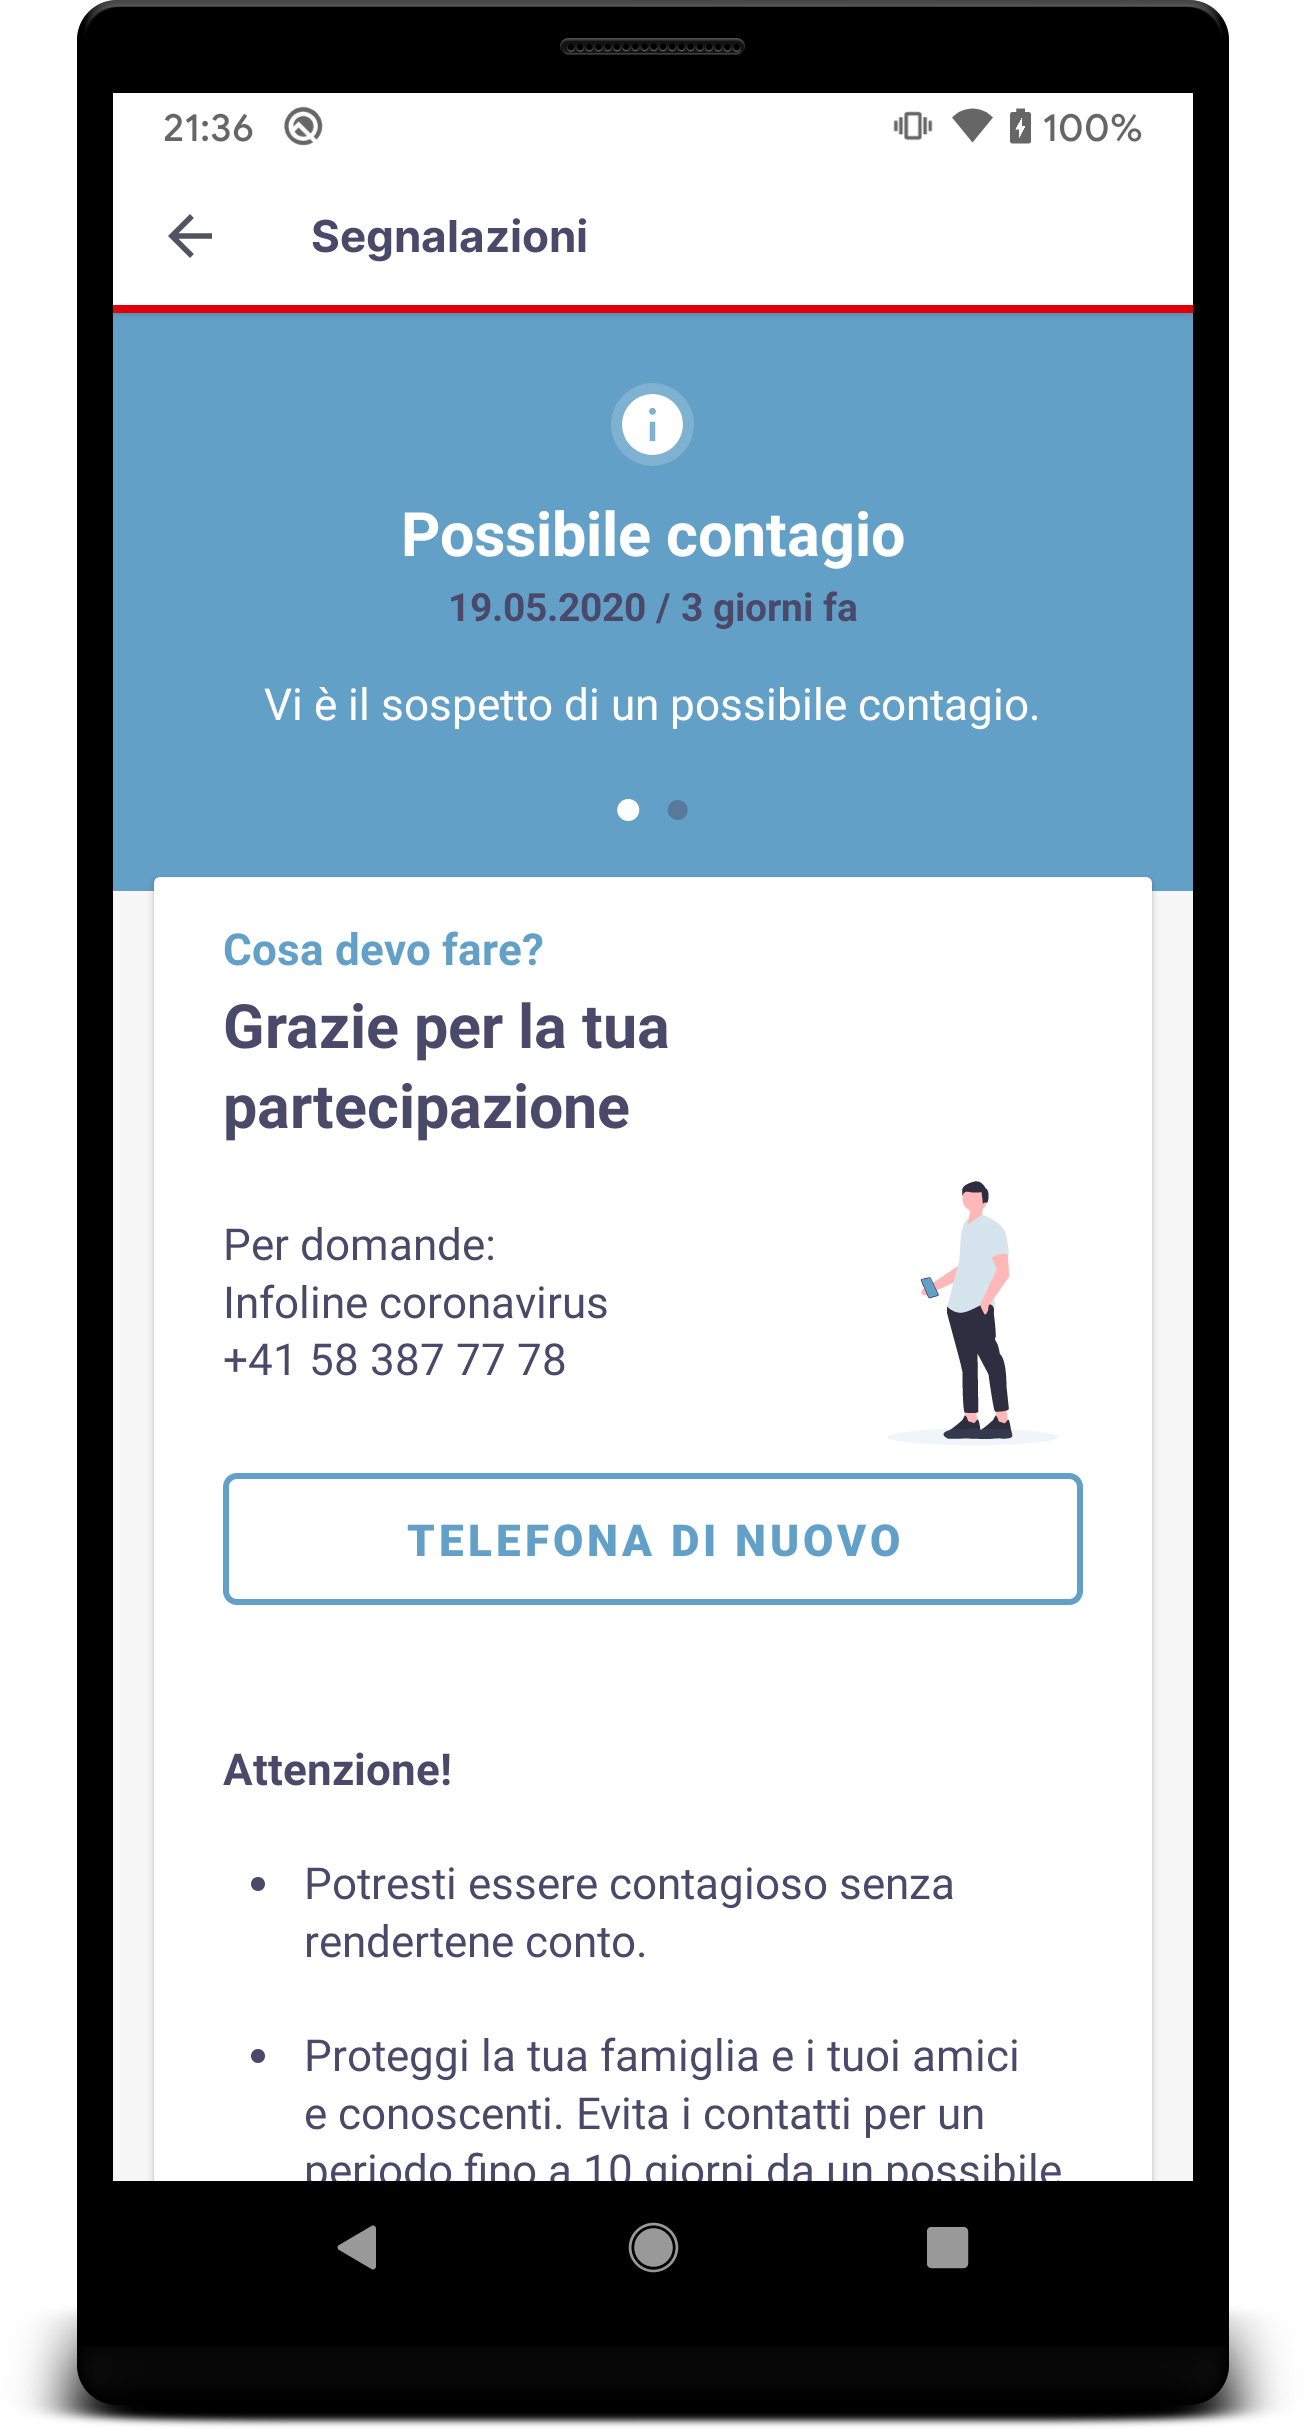 21:36
100%
Segnalazioni
Possibile contagio
19.05.2020 / 3 giorni fa
Vi è il sospetto di un possibile contagio.
Cosa devo fare?
Grazie per la tua
partecipazione
Per domande:
Infoline coronavirus
+41 58 387 77 78
TELEFONA DI NUOVO
Attenzione!
• Potresti essere contagioso senza
rendertene conto.
• Proteggi la tua famiglia e i tuoi amici
e conoscenti. Evita i contatti per un
periodo fino a 10 giorni da un possibile